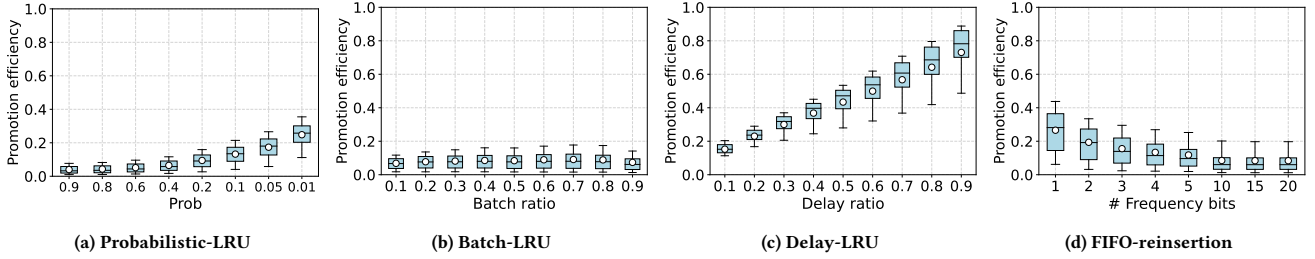 Promotion efficiency
1.0
0.8
0.6
0.4
0.2
0.0
0.9 0.8 0.6 0.4 0.2 0.1 0.05 0.01
Prob
(a) Probabilistic-LRU
Promotion efficiency
1.0
0.8
0.6
0.4
0.2
0.0
0.1 0.2 0.3 0.4 0.5 0.6 0.7 0.8 0.9
Batch ratio
(b) Batch-LRU
Promotion efficiency
1.0
0.8
0.6
0.4
0.2
0.0
0.1 0.2 0.3 0.4 0.5 0.6 0.7 0.8 0.9
Delay ratio
(c) Delay-LRU
Promotion efficiency
1.0
0.8
0.6
0.4
0.2
0.0
1 2 3 4 5 10 15 20
# Frequency bits
(d) FIFO-reinsertion